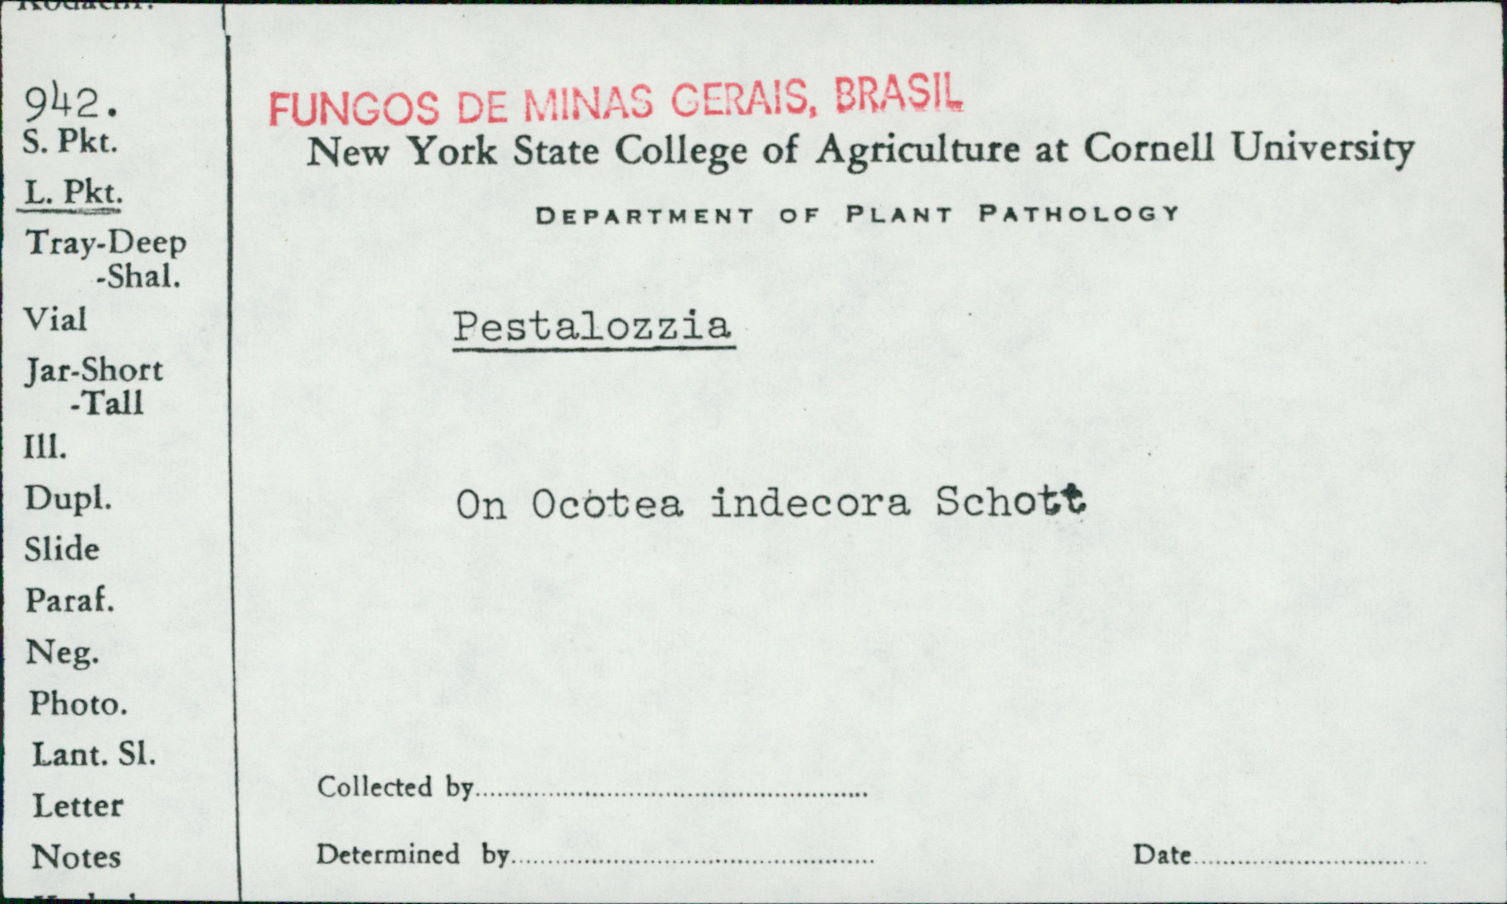 942.
S. Pkt.
L. Pkt.
Tray-Deep
-Shal.
Vial
Jar-Short
-Tall
Ill.
Dupl.
Slide
Paraf.
Neg.
Photo.
Lant. Sl.
Letter
Notes
FUNGOS DE MINAS GERAIS, BRASIL
New York State College of Agriculture at Cornell University
DEPARTMENT OF PLANT PATHOLOGY
Pestalozzia
On Ocotea indecora Schott
Collected by
Determined by
Date